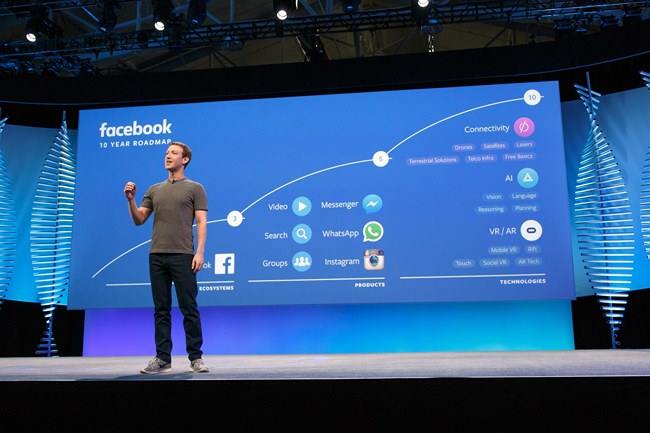 facebook
10 YEAR ROADMAP
3
5
10
ECOSYSTEMS
Video
Messenger
Search
WhatsApp
Groups
Instagram
PRODUCTS
Connectivity
Drones Satellites Lasers
Terrestrial Solutions Telco Infra Free Basics
AI
Vision Language
Reasoning Planning
VR / AR
Mobile VR Rift
Touch Social VR AR Tech
TECHNOLOGIES